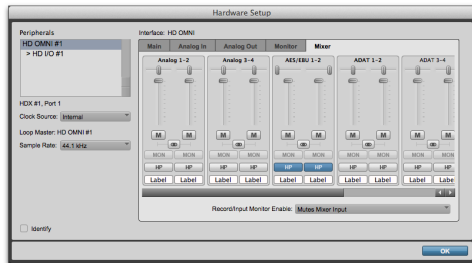 Hardware Setup
Peripherals
HD OMNI #1
> HD I/O #1
HDX #1, Port 1
Clock Source: Internal
Loop Master: HD OMNI #1
Sample Rate: 44.1 kHz
Identify
Interface: HD OMNI
Main Analog In Analog Out Monitor Mixer
Analog 1-2 Analog 3-4 AES/EBU 1-2 ADAT 1-2 ADAT 3-4
M M M M M M M M M
MON MON MON MON MON MON MON MON MON MON
HP HP HP HP HP HP HP HP HP HP
Label Label Label Label Label Label Label Label Label Labe
Record/Input Monitor Enable: Mutes Mixer Input
OK